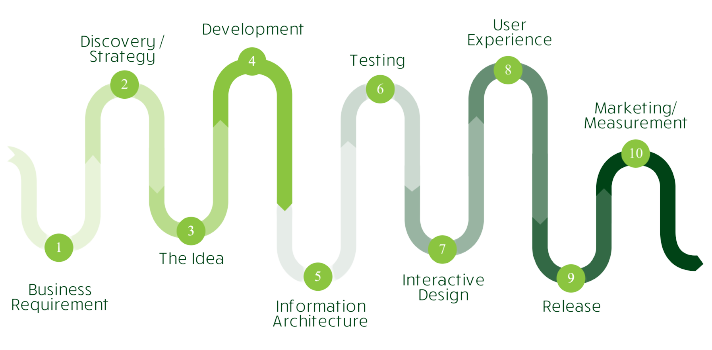 1
Business
Requirement
Discovery /
Strategy
2
3
The Idea
Development
4
5
Information
Architecture
Testing
6
7
Interactive
Design
User
Experience
8
9
Release
Marketing/
Measurement
10